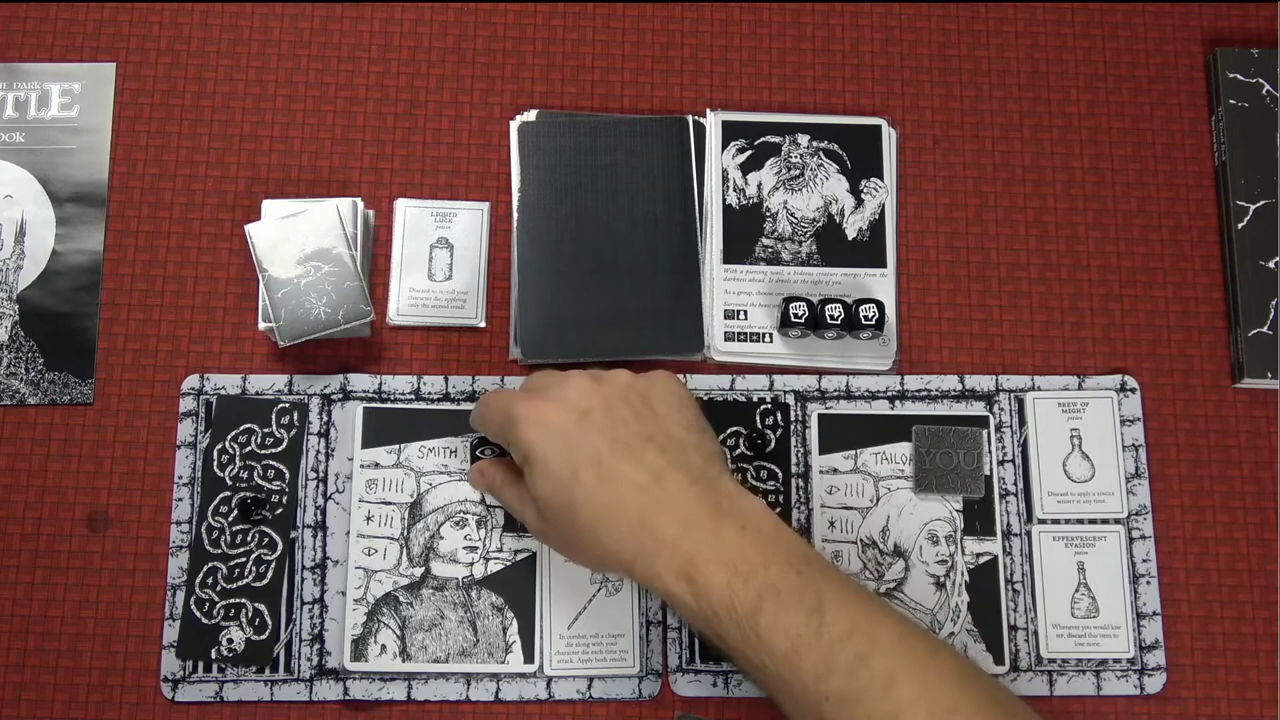 HE DARK
TLE
OOK
LIQUID
LUCK
potion
Discard to re-roll your
character die, applying
only the second result.
With a piercing wail, a hideous creature emerges from the
darkness ahead. It drools at the sight of you.
As a group, choose one option then begin combat.
Surround the beast
Stay together and
2
SMITH
TAILOR
YOU
BREW OF
MIGHT
potion
Discard to apply a single
MIGHT at any time.
EFFERVESCENT
EVASION
potion
Whenever you would lose
HP, discard this item to
lose none.
In combat, roll a chapter
die along with your
character die each time you
attack. Apply both results.